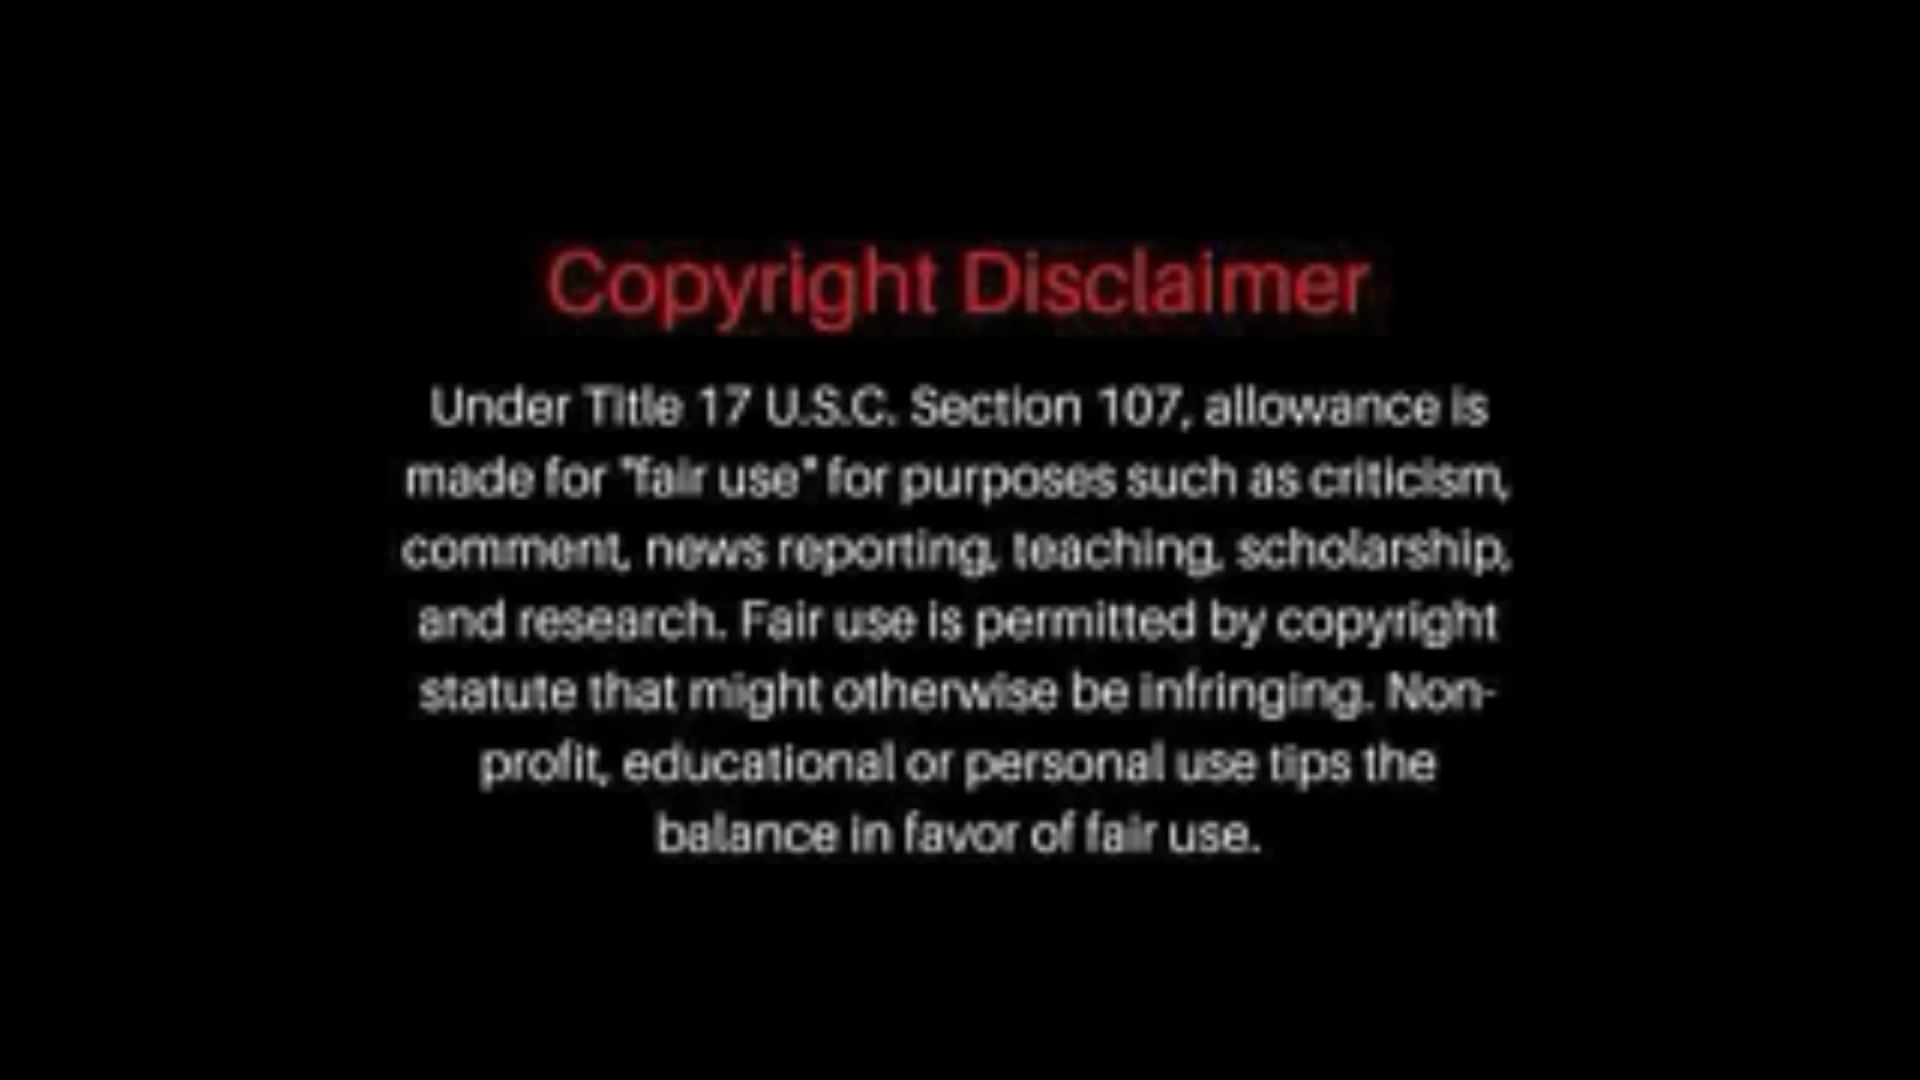 Copyright Disclaimer
Under Title 17 U.S.C. Section 107, allowance is
made for "fair use" for purposes such as criticism,
comment, news reporting, teaching, scholarship,
and research. Fair use is permitted by copyright
statute that might otherwise be infringing. Non-
profit, educational or personal use tips the
balance in favor of fair use.